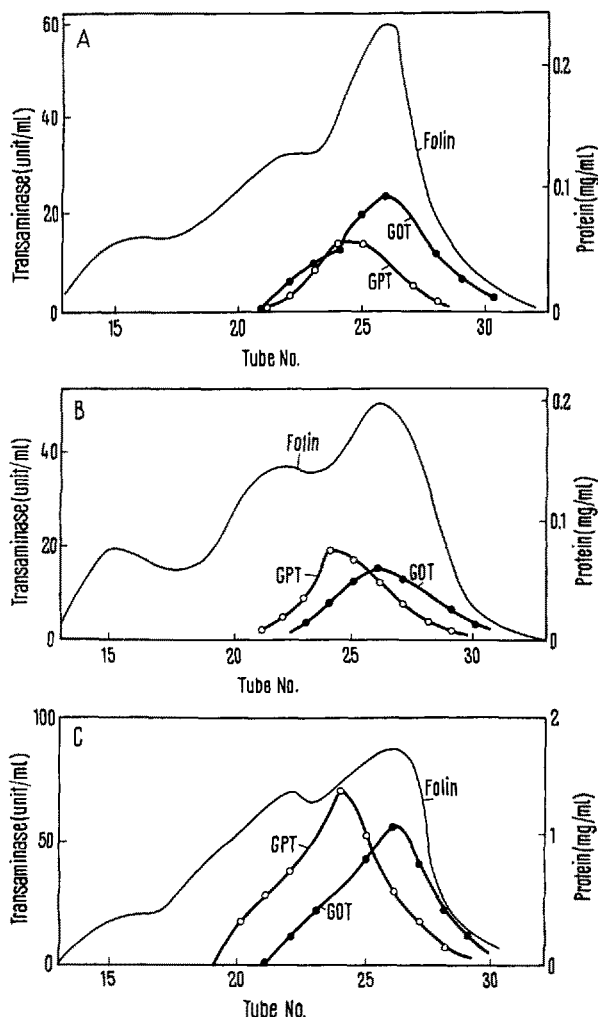 A
60
40
20
0
Transaminase(unit/ml)
0.2
0.1
0
Protein(mg/ml)
Folin
GOT
GPT
15 20 25 30
Tube No.
B
40
20
0
Transaminase(unit/ml)
0.2
0.1
0
Protein(mg/ml)
Folin
GPT
GOT
15 20 25 30
Tube No.
C
100
50
0
Transaminase(unit/ml)
2
1
0
Protein(mg/ml)
Folin
GPT
GOT
15 20 25 30
Tube No.